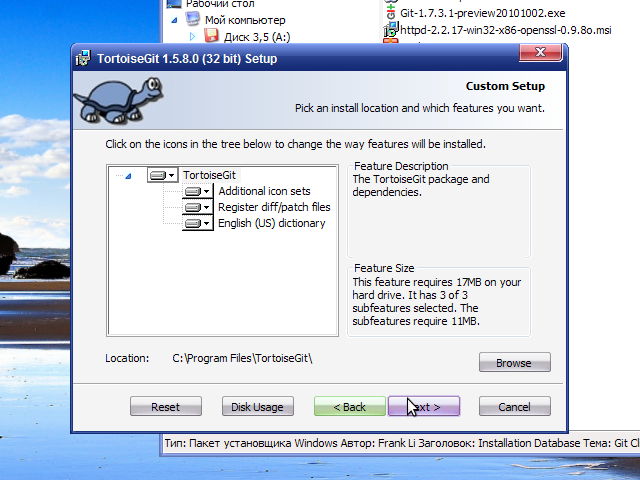 Рабочий стол
Мой компьютер
Диск 3,5 (A:)
Git-1.7.3.1-preview20101002.exe
httpd-2.2.17-win32-x86-openssl-0.9.8o.msi
TortoiseGit 1.5.8.0 (32 bit) Setup
Custom Setup
Pick an install location and which features you want.
Click on the icons in the tree below to change the way features will be installed.
TortoiseGit
Additional icon sets
Register diff/patch files
English (US) dictionary
Feature Description
The TortoiseGit package and
dependencies.
Feature Size
This feature requires 17MB on your
hard drive. It has 3 of 3
subfeatures selected. The
subfeatures require 11MB.
Location: C:\Program Files\TortoiseGit\
Browse
Reset
Disk Usage
< Back
Next >
Cancel
Тип: Пакет установщика Windows Автор: Frank Li Заголовок: Installation Database Тема: Git Cl